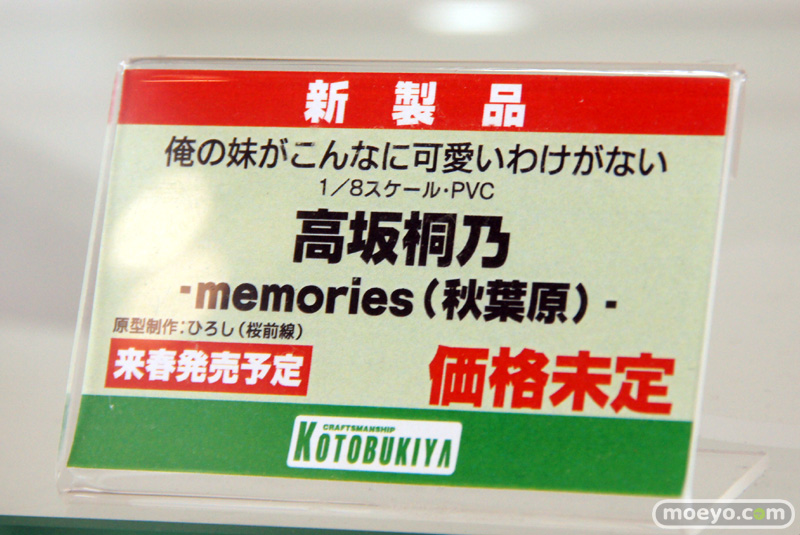 新製品
俺の妹がこんなに可愛いわけがない
1/8スケール・PVC
高坂桐乃
-memories(秋葉原)-
原型制作:ひろし(桜前線)
来春発売予定
価格未定
CRAFTSMANSHIP
KOTOBUKIYA
moeyo.com